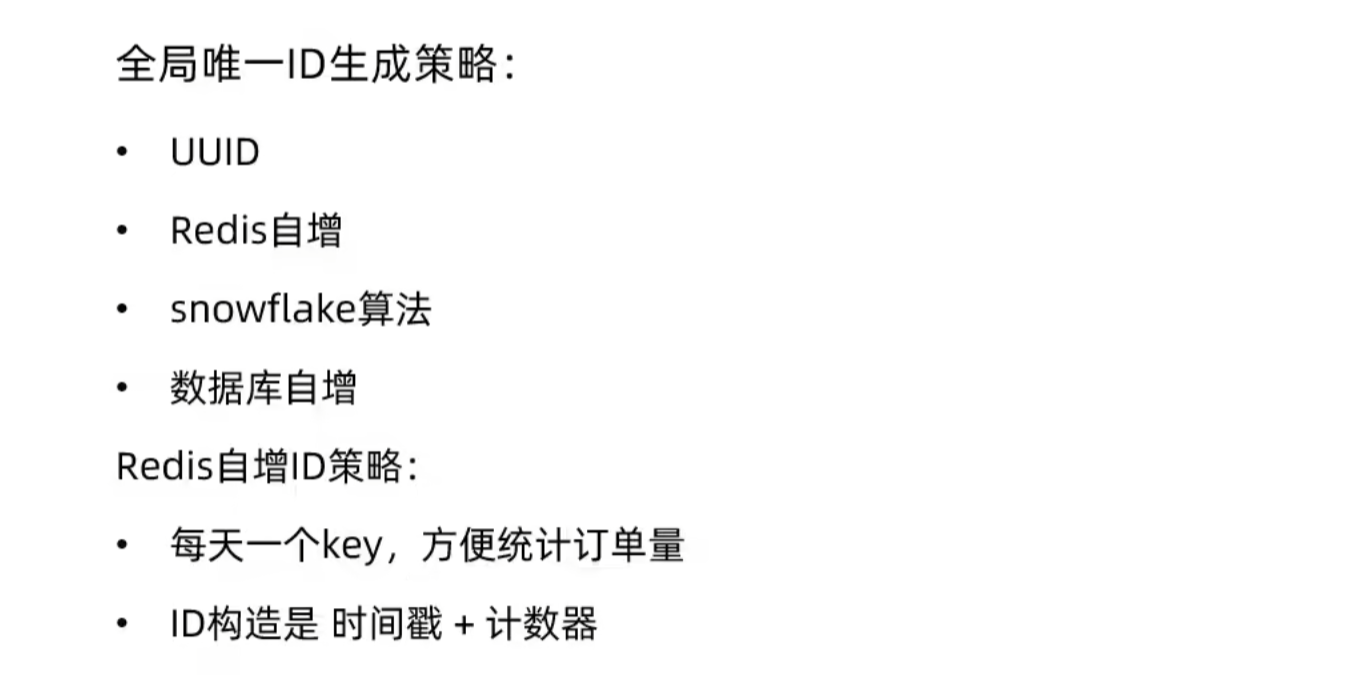 全局唯一ID生成策略：
• UUID
• Redis自增
• snowflake算法
• 数据库自增
Redis自增ID策略：
• 每天一个key，方便统计订单量
• ID构造是 时间戳 + 计数器